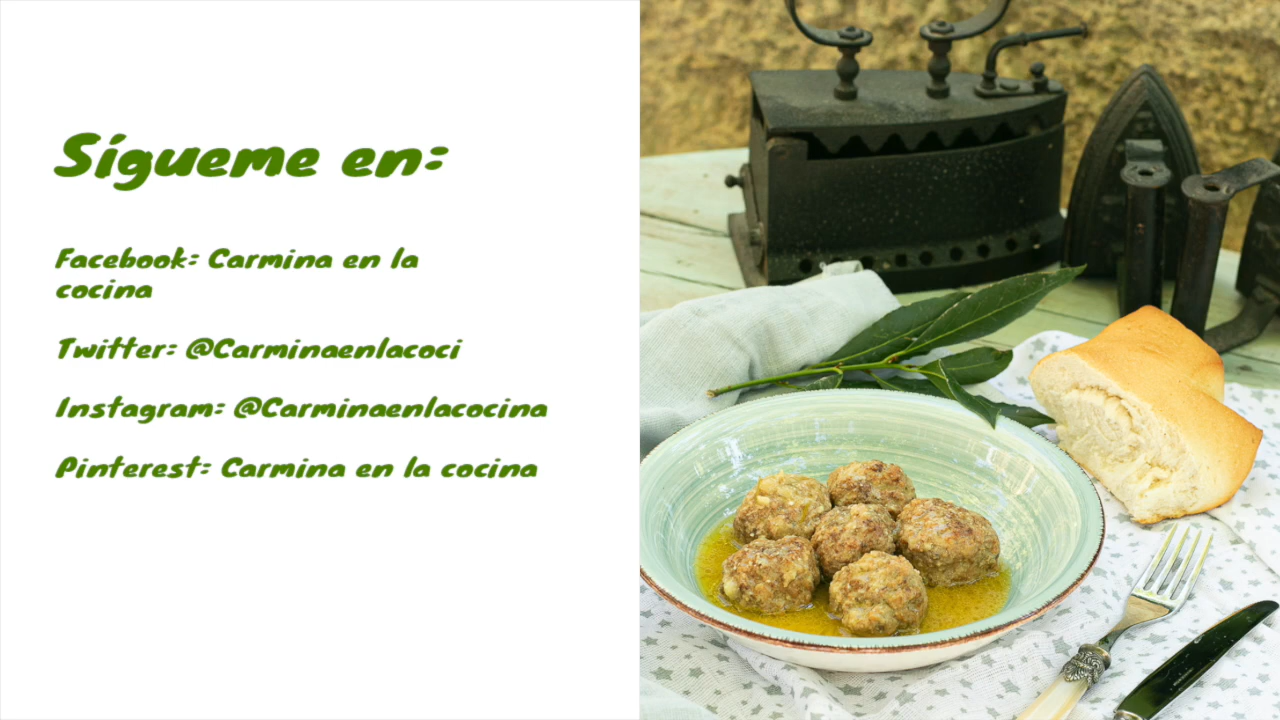 Sígueme en:
Facebook: Carmina en la
cocina
Twitter: @Carminaenlacoci
Instagram: @Carminaenlacocina
Pinterest: Carmina en la cocina